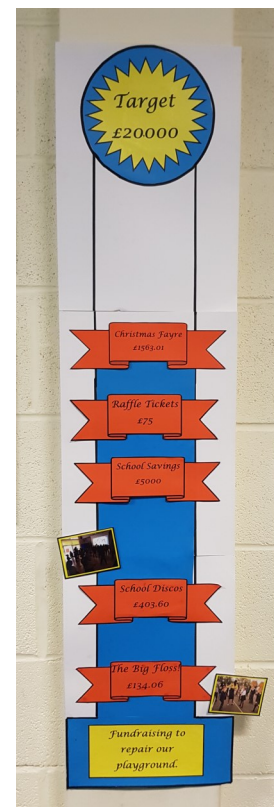 Target
£20000
Christmas Fayre
£1563.01
Raffle Tickets
£75
School Savings
£5000
School Discos
£403.60
The Big Floss!
£134.06
Fundraising to
repair our
playground.